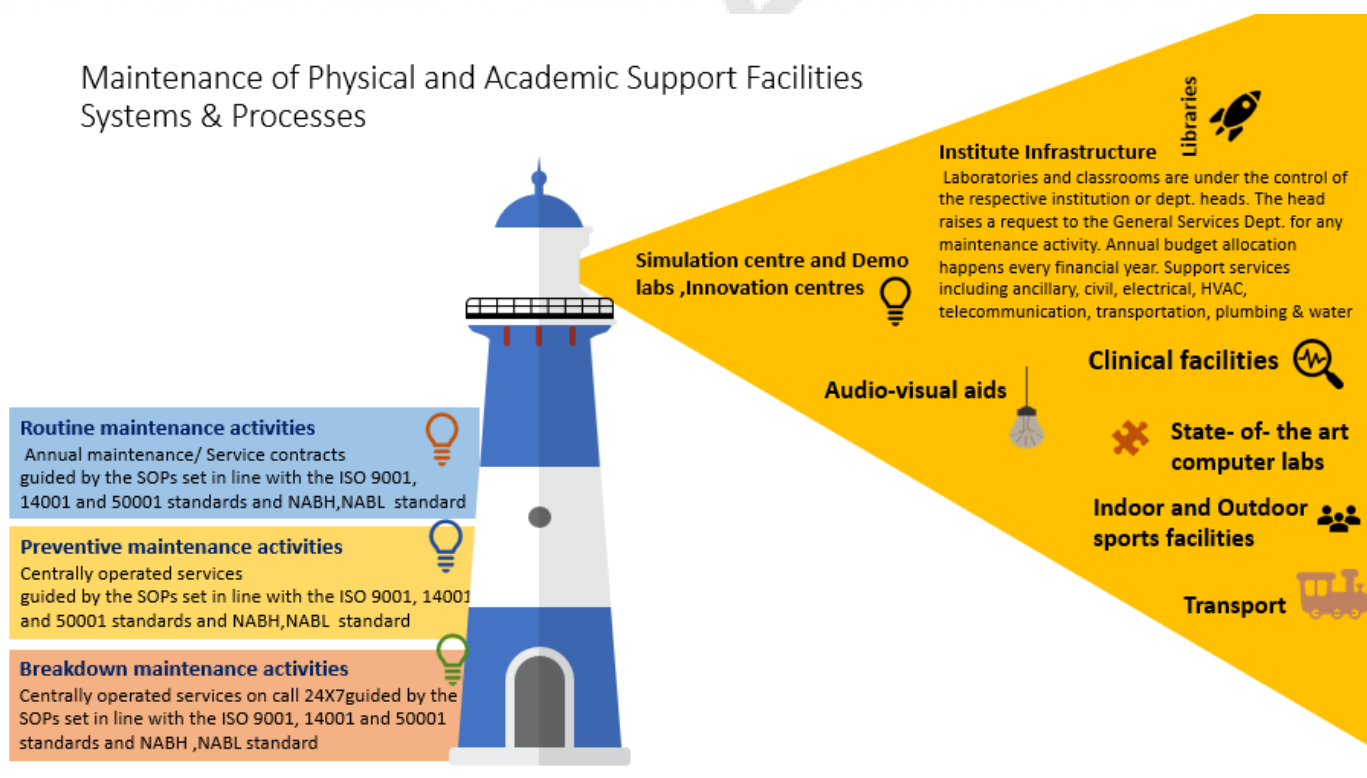 Maintenance of Physical and Academic Support Facilities
Systems & Processes
Libraries
Institute Infrastructure
Laboratories and classrooms are under the control of
the respective institution or dept. heads. The head
raises a request to the General Services Dept. for any
maintenance activity. Annual budget allocation
happens every financial year. Support services
including ancillary, civil, electrical, HVAC,
telecommunication, transportation, plumbing & water
Simulation centre and Demo
labs ,Innovation centres
Clinical facilities
Audio-visual aids
State- of- the art
computer labs
Indoor and Outdoor
sports facilities
Transport
Routine maintenance activities
Annual maintenance/ Service contracts
guided by the SOPs set in line with the ISO 9001,
14001 and 50001 standards and NABH,NABL standard
Preventive maintenance activities
Centrally operated services
guided by the SOPs set in line with the ISO 9001, 14001
and 50001 standards and NABH,NABL standard
Breakdown maintenance activities
Centrally operated services on call 24X7guided by the
SOPs set in line with the ISO 9001, 14001 and 50001
standards and NABH ,NABL standard